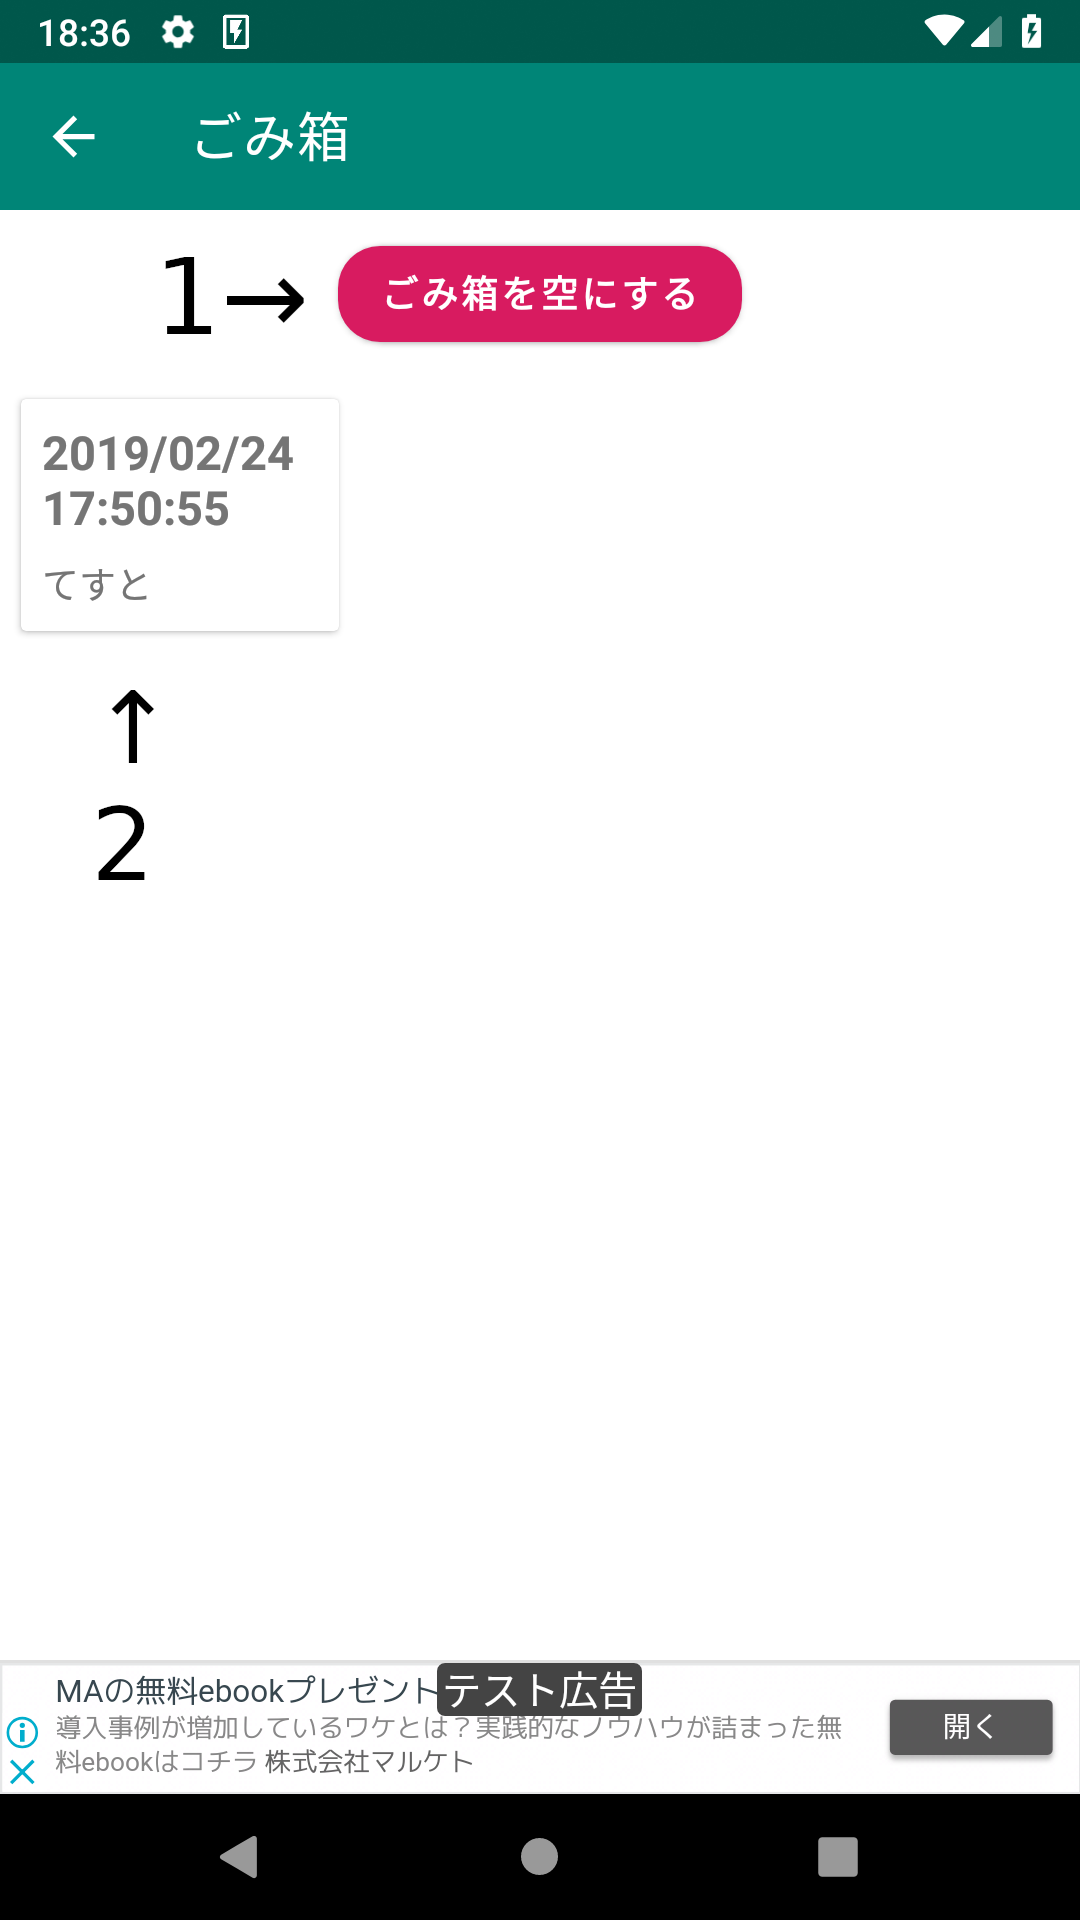 18:36
ごみ箱
1→ ごみ箱を空にする
2019/02/24
17:50:55
てすと
↑
2
MAの無料ebookプレゼント
テスト広告
導入事例が増加しているワケとは？実践的なノウハウが詰まった無
料ebookはコチラ 株式会社マルケト
開く